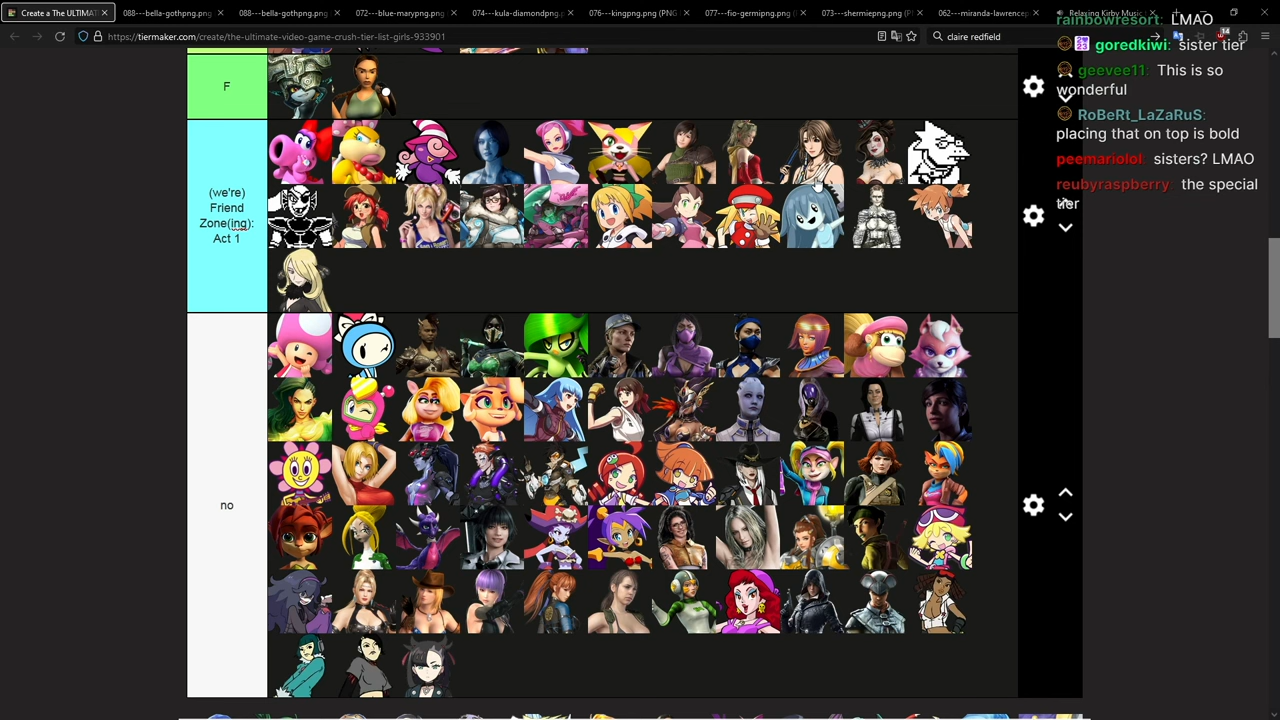 Create a The ULTIMAT
088---bella-gothpng.png
088---bella-gothpng.png
072---blue-marypng.png
074---kula-diamondpng.p
076---kingpng.png (PNG I
077---fio-germipng.png (
073---shermiepng.png (P
062---miranda-lawrencep
Relaxing Kirby Music
https://tiermaker.com/create/the-ultimate-video-game-crush-tier-list-girls-933901
claire redfield
14
rainbowresort: LMAO
goredkiwi: sister tier
geevee11: This is so
wonderful
RoBeRt_LaZaRuS:
placing that on top is bold
peemariolol: sisters? LMAO
reubyraspberry: the special
tier
F
(we're)
Friend
Zone(ing):
Act 1
no